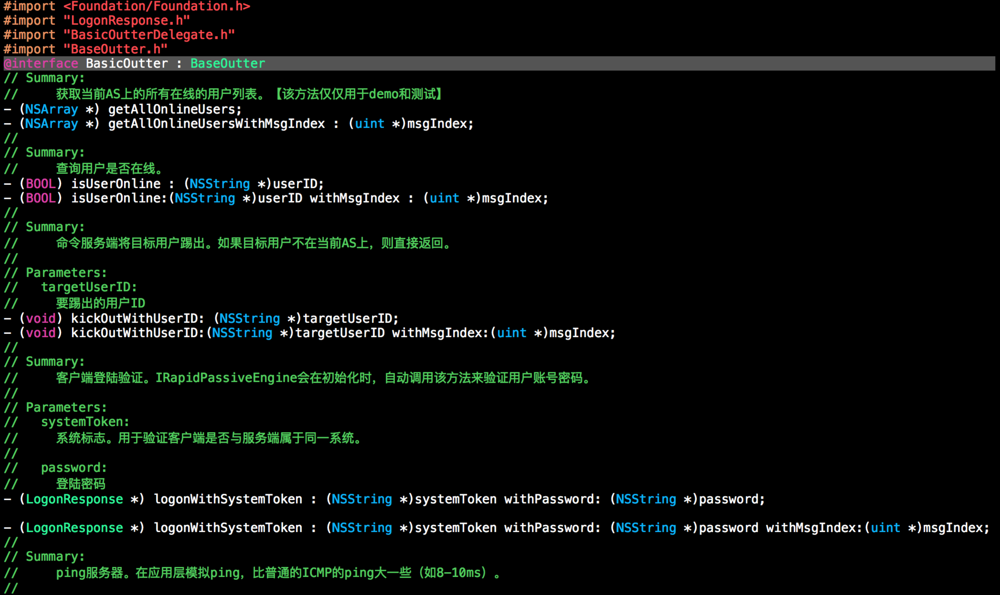 #import <Foundation/Foundation.h>
#import "LogonResponse.h"
#import "BasicOutterDelegate.h"
#import "BaseOutter.h"
@interface BasicOutter : BaseOutter
// Summary:
//     获取当前AS上的所有在线的用户列表。【该方法仅仅用于demo和测试】
- (NSArray *) getAllOnlineUsers;
- (NSArray *) getAllOnlineUsersWithMsgIndex : (uint *)msgIndex;
//
// Summary:
//     查询用户是否在线。
- (BOOL) isUserOnline : (NSString *)userID;
- (BOOL) isUserOnline:(NSString *)userID withMsgIndex : (uint *)msgIndex;
//
// Summary:
//     命令服务端将目标用户踢出。如果目标用户不在当前AS上，则直接返回。
//
// Parameters:
//   targetUserID:
//     要踢出的用户ID
- (void) kickOutWithUserID: (NSString *)targetUserID;
- (void) kickOutWithUserID:(NSString *)targetUserID withMsgIndex:(uint *)msgIndex;
//
// Summary:
//     客户端登陆验证。IRapidPassiveEngine会在初始化时，自动调用该方法来验证用户账号密码。
//
// Parameters:
//   systemToken:
//     系统标志。用于验证客户端是否与服务端属于同一系统。
//
//   password:
//     登陆密码
- (LogonResponse *) logonWithSystemToken : (NSString *)systemToken withPassword: (NSString *)password;
- (LogonResponse *) logonWithSystemToken : (NSString *)systemToken withPassword: (NSString *)password withMsgIndex:(uint *)msgIndex;
//
// Summary:
//     ping服务器。在应用层模拟ping，比普通的ICMP的ping大一些（如8-10ms）。
//